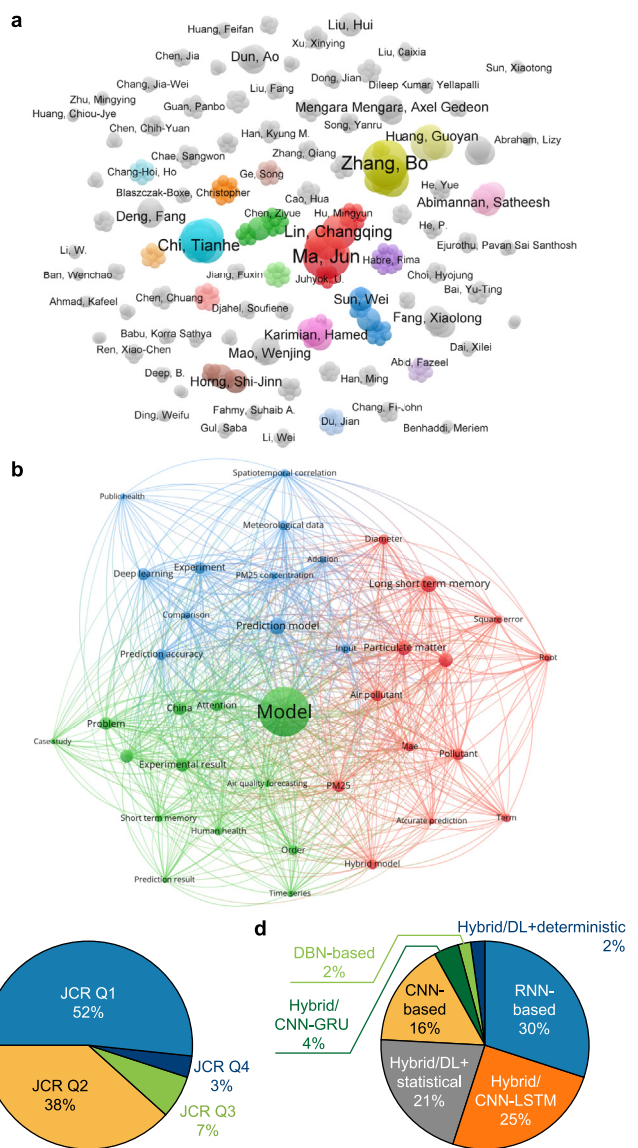 a
Huang, Feifan
Liu, Hui
Xu, Xinying
Chen, Jia
Dun, Ao
Liu, Caixia
Sun, Xiaotong
Chang, Jia-Wei
Liu, Fang
Dong, Jian
Dileep Kumar, Yellapalli
Zhu, Mingying
Guan, Panbo
Mengara Mengara, Axel Gedeon
Huang, Chiou-Jye
Song, Yanru
Chen, Chih-Yuan
Han, Kyung M.
Huang, Guoyan
Abraham, Lizy
Chae, Sangwon
Zhang, Qiang
Zhang, Bo
Chang-Hoi, Ho
Ge, Song
He, Yue
Blaszczak-Boxe, Christopher
Cao, Hua
Abimannan, Satheesh
Deng, Fang
Chen, Ziyue
Hu, Mingyun
Lin, Changqing
He, P.
Chi, Tianhe
Ejurothu, Pavan Sai Santhosh
Li, W.
Ma, Jun
Habre, Rima
Ban, Wenchao
Jiang, Fuxin
Juhyok, U.
Choi, Hyojung
Bai, Yu-Ting
Ahmad, Kafeel
Chen, Chuang
Djahel, Soufiene
Sun, Wei
Fang, Xiaolong
Babu, Korra Sathya
Karimian, Hamed
Ren, Xiao-Chen
Mao, Wenjing
Dai, Xilei
Deep, B.
Horng, Shi-Jinn
Han, Ming
Abid, Fazeel
Ding, Weifu
Fahmy, Suhaib A.
Chang, Fi-John
Gul, Saba
Du, Jian
Benhaddi, Meriem
Li, Wei
b
Spatiotemporal correlation
Public health
Meteorological data
Diameter
Addition
Deep learning
Experiment
PM25 concentration
Long short term memory
Comparison
Prediction model
Square error
Prediction accuracy
Input
Particulate matter
Root
Air pollutant
China
Attention
Model
Problem
Case study
Mae
Pollutant
Experimental result
Air quality forecasting
PM25
Short term memory
Human health
Accurate prediction
Term
Order
Hybrid model
Prediction result
Time series
JCR Q1
52%
JCR Q4
3%
JCR Q3
7%
JCR Q2
38%
d
Hybrid/DL+deterministic
2%
DBN-based
2%
Hybrid/
CNN-GRU
4%
CNN-
based
16%
RNN-
based
30%
Hybrid/DL+
statistical
21%
Hybrid/
CNN-LSTM
25%